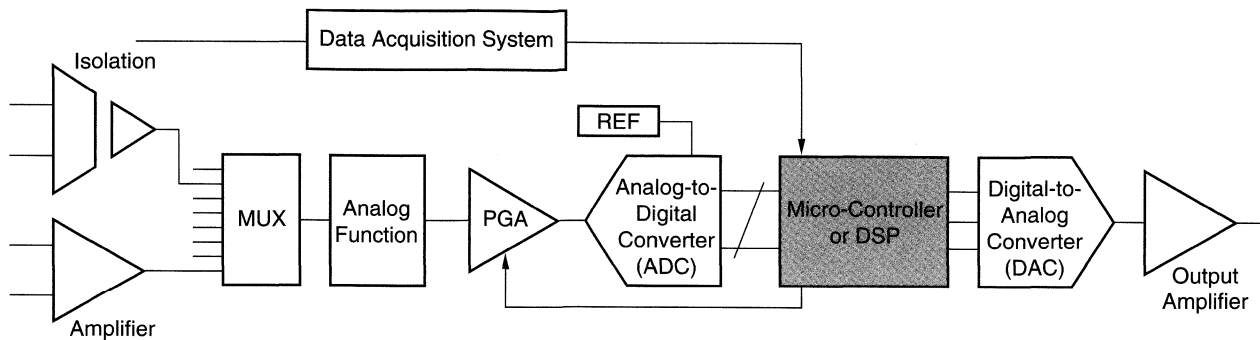 Data Acquisition System
Isolation
REF
MUX
Analog
Function
PGA
Analog-to-
Digital
Converter
(ADC)
Micro-Controller
or DSP
Digital-to-
Analog
Converter
(DAC)
Output
Amplifier
Amplifier